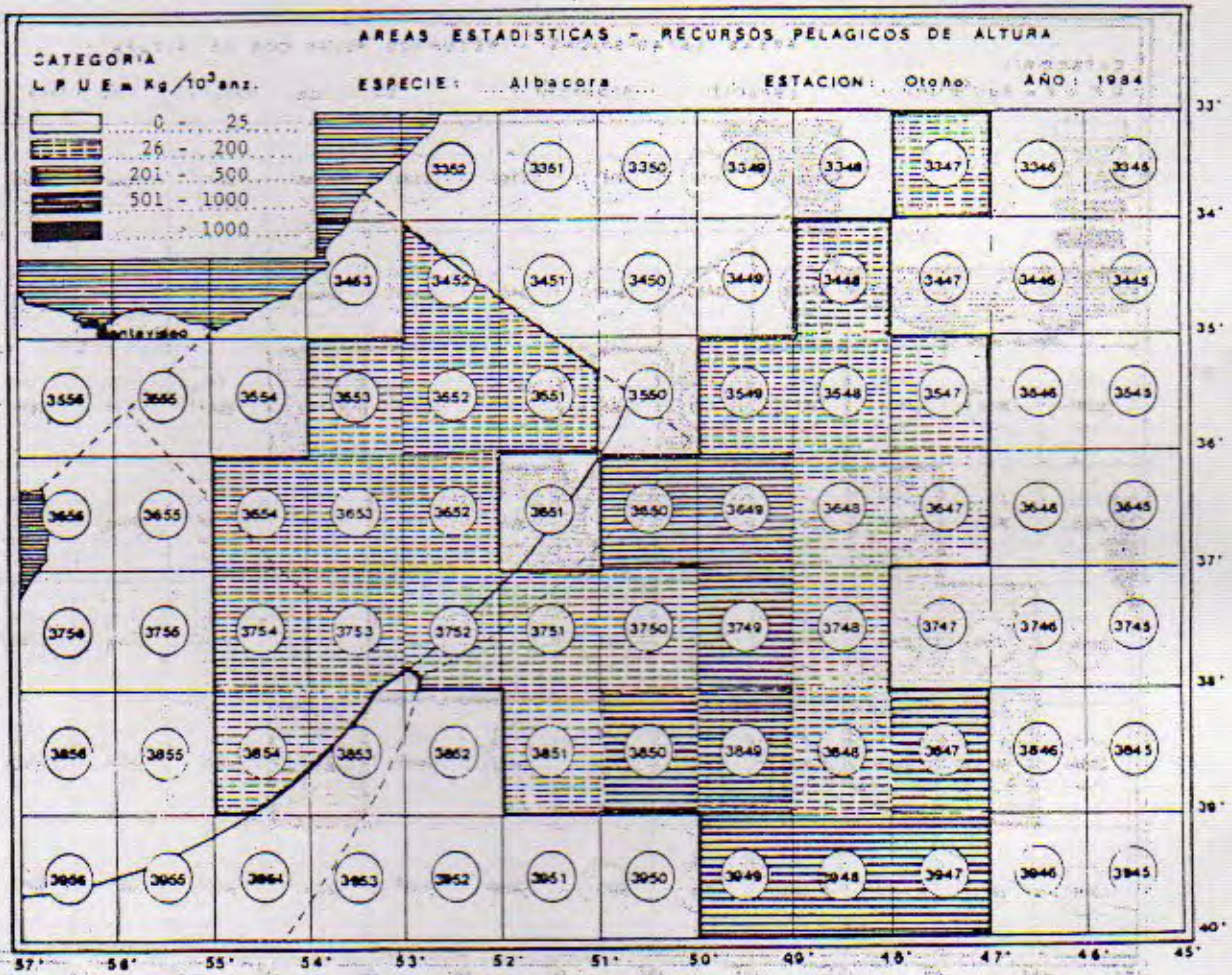 AREAS ESTADISTICAS - RECURSOS PELAGICOS DE ALTURA
CATEGORIA
L P U E = Kg/10³ anz. ESPECIE: Albacora ESTACION: Otoño AÑO: 1984
0 - 25
26 - 200
201 - 500
501 - 1000
- 1000
33°
3352 3351 3350 3349 3348 3347 3346 3345
34°
3453 3452 3451 3450 3449 3448 3447 3446 3445
Montevideo
35°
3556 3555 3554 3553 3552 3551 3550 3549 3548 3547 3546 3545
36°
3656 3655 3654 3653 3652 3651 3650 3649 3648 3647 3646 3645
37°
3756 3755 3754 3753 3752 3751 3750 3749 3748 3747 3746 3745
38°
3856 3855 3854 3853 3852 3851 3850 3849 3848 3847 3846 3845
39°
3956 3955 3954 3953 3952 3951 3950 3949 3948 3947 3946 3945
40°
57° 56° 55° 54° 53° 52° 51° 50° 49° 48° 47° 46° 45°